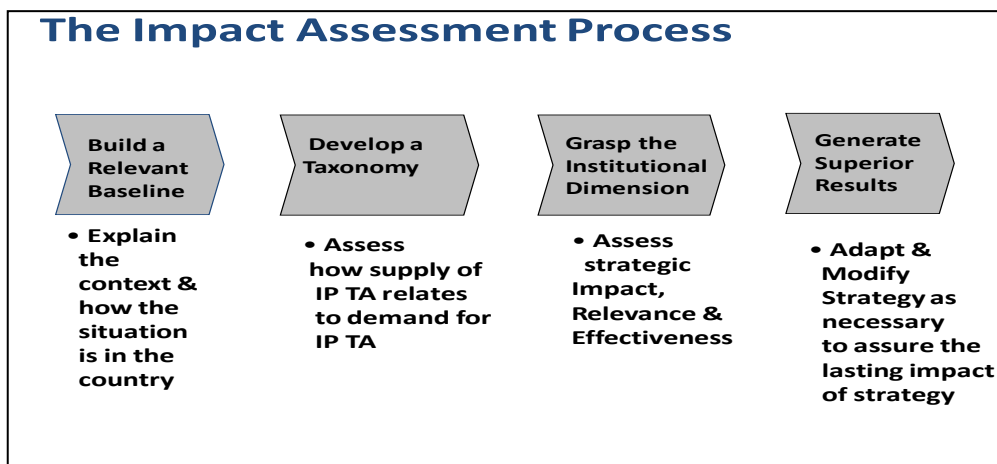 The Impact Assessment Process
Build a
Relevant
Baseline
• Explain
the
context &
how the
situation
is in the
country
Develop a
Taxonomy
• Assess
how supply of
IP TA relates
to demand for
IP TA
Grasp the
Institutional
Dimension
• Assess
strategic
Impact,
Relevance &
Effectiveness
Generate
Superior
Results
• Adapt &
Modify
Strategy as
necessary
to assure the
lasting impact
of strategy